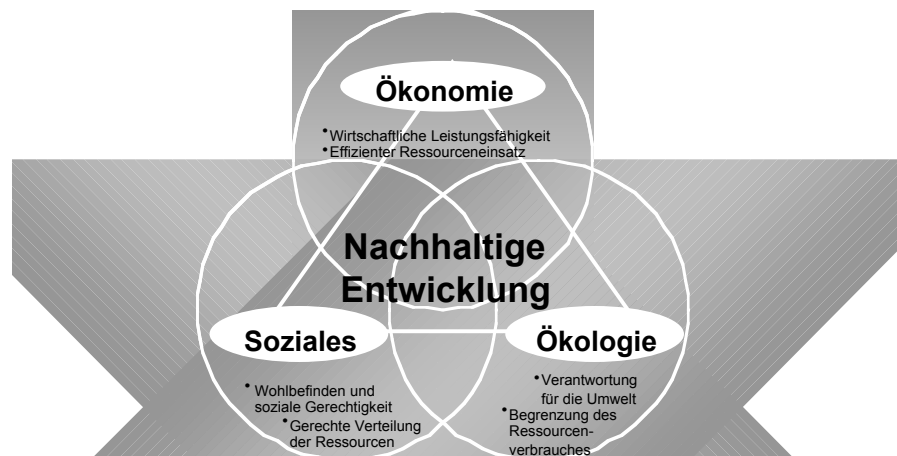 Ökonomie
•Wirtschaftliche Leistungsfähigkeit
•Effizienter Ressourceneinsatz
Nachhaltige
Entwicklung
Soziales
•Wohlbefinden und
soziale Gerechtigkeit
•Gerechte Verteilung
der Ressourcen
Ökologie
•Verantwortung
für die Umwelt
•Begrenzung des
Ressourcen-
verbrauches